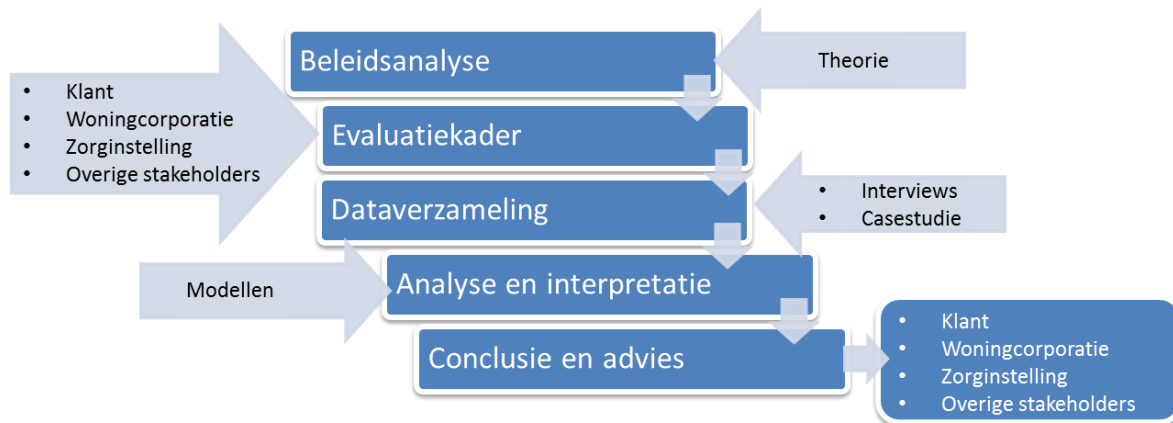 Beleidsanalyse
Theorie
• Klant
• Woningcorporatie
• Zorginstelling
• Overige stakeholders
Evaluatiekader
Dataverzameling
• Interviews
• Casestudie
Modellen
Analyse en interpretatie
Conclusie en advies
• Klant
• Woningcorporatie
• Zorginstelling
• Overige stakeholders